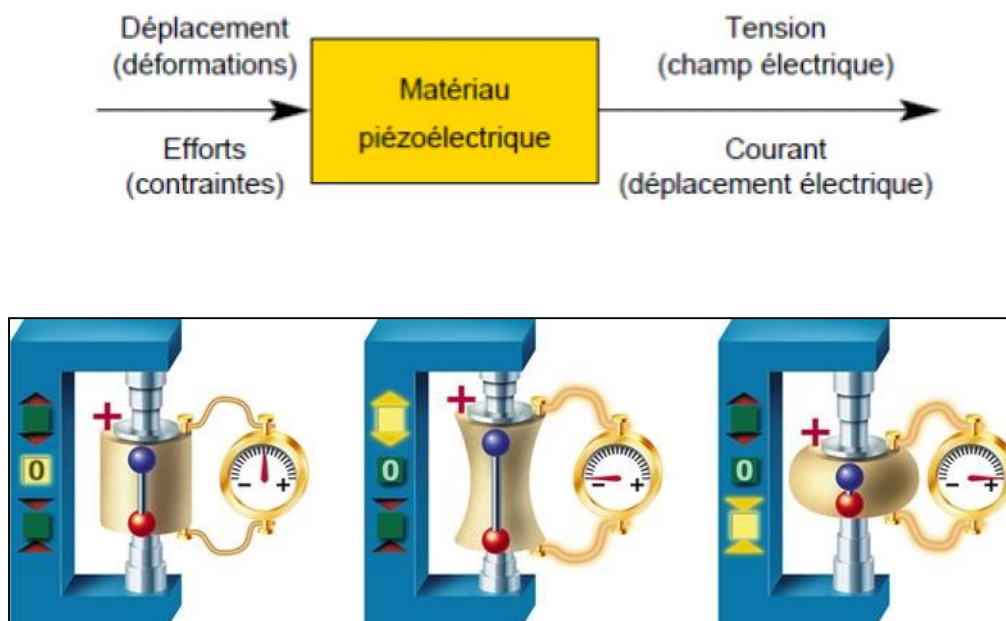 Déplacement
(déformations)
Efforts
(contraintes)
Matériau
piézoélectrique
Tension
(champ électrique)
Courant
(déplacement électrique)
+
0
- +
+
0
- +
+
0
- +